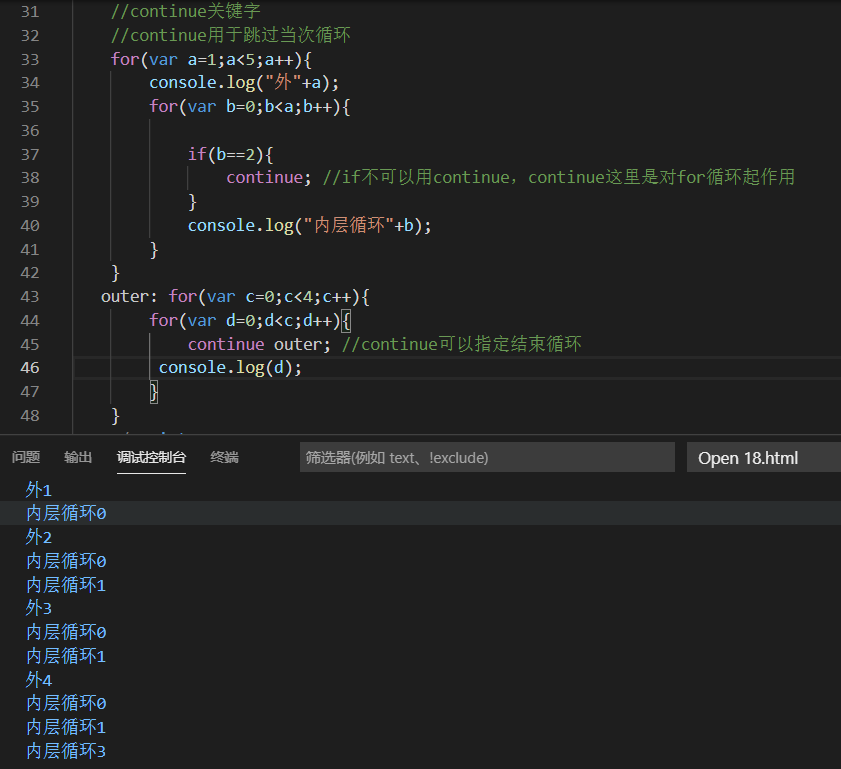 31 //continue关键字
32 //continue用于跳过当次循环
33 for(var a=1;a<5;a++){
34 console.log("外"+a);
35 for(var b=0;b<a;b++){
36
37 if(b==2){
38 continue; //if不可以用continue，continue这里是对for循环起作用
39 }
40 console.log("内层循环"+b);
41 }
42 }
43 outer: for(var c=0;c<4;c++){
44 for(var d=0;d<c;d++){
45 continue outer; //continue可以指定结束循环
46 console.log(d);
47 }
48 }
问题 输出 调试控制台 终端 筛选器(例如 text、!exclude) Open 18.html
外1
内层循环0
外2
内层循环0
内层循环1
外3
内层循环0
内层循环1
外4
内层循环0
内层循环1
内层循环3